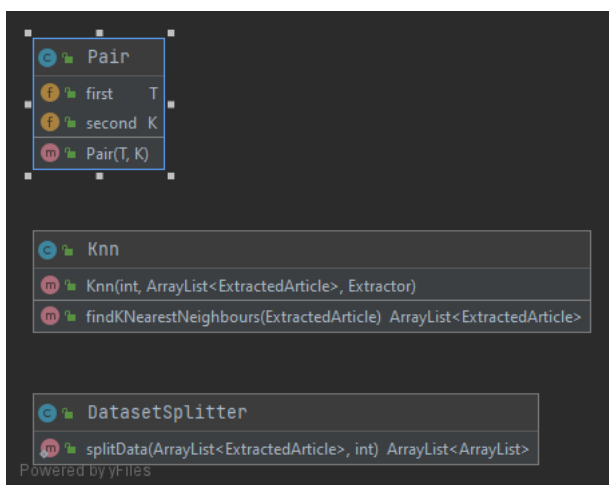 Pair
first T
second K
Pair(T, K)
Knn
Knn(int, ArrayList<ExtractedArticle>, Extractor)
findKNearestNeighbours(ExtractedArticle) ArrayList<ExtractedArticle>
DatasetSplitter
splitData(ArrayList<ExtractedArticle>, int) ArrayList<ArrayList>
Powered by yFiles